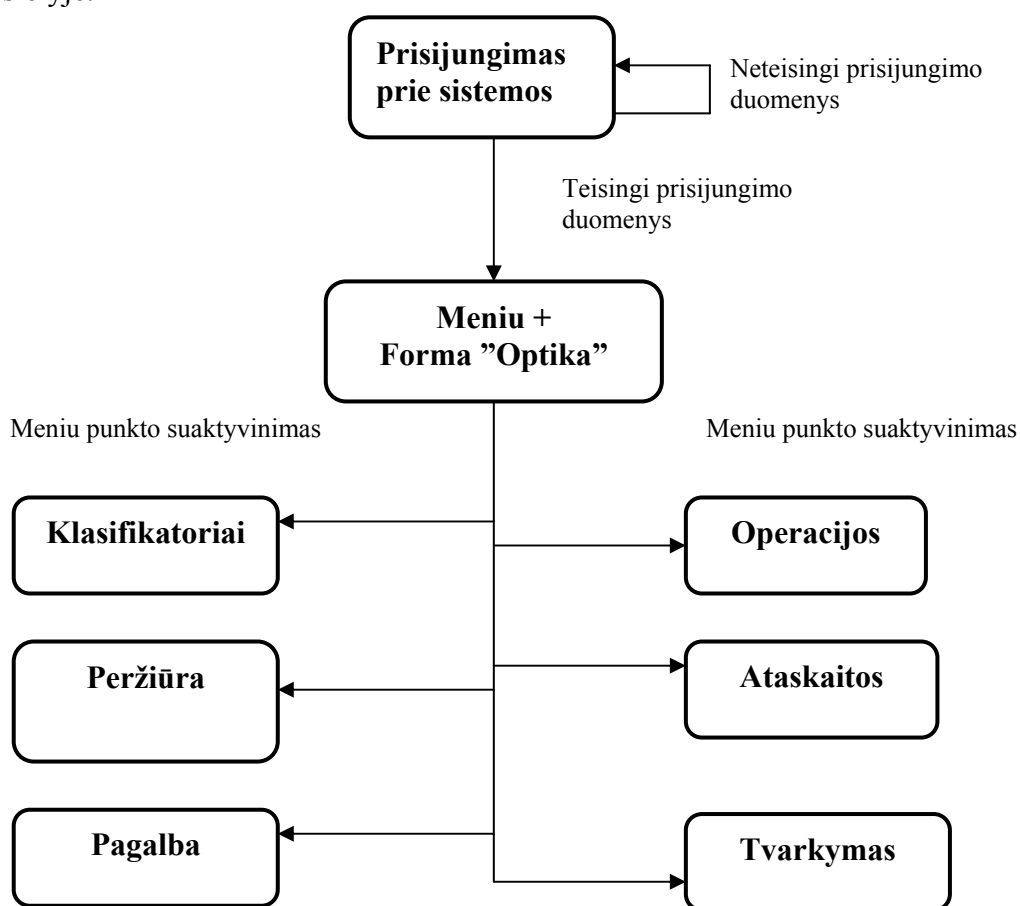 Prisijungimas
prie sistemos
Neteisingi prisijungimo
duomenys
Teisingi prisijungimo
duomenys
Meniu +
Forma ”Optika”
Meniu punkto suaktyvinimas
Meniu punkto suaktyvinimas
Klasifikatoriai
Operacijos
Peržiūra
Ataskaitos
Pagalba
Tvarkymas